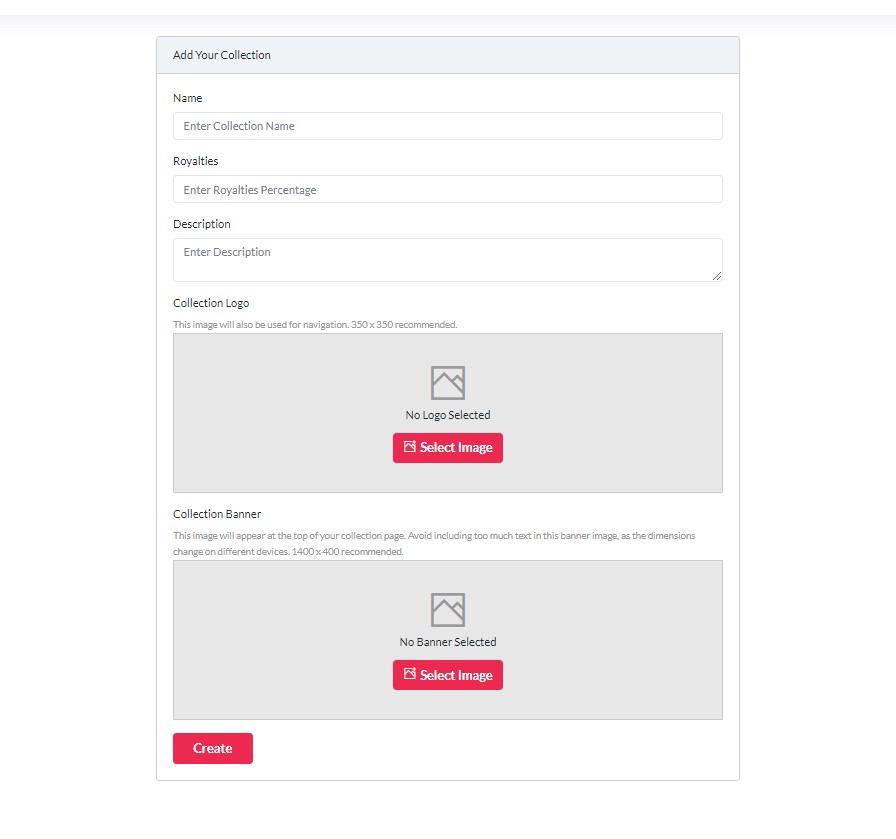 Add Your Collection
Name
Enter Collection Name
Royalties
Enter Royalties Percentage
Description
Enter Description
Collection Logo
This image will also be used for navigation. 350 x 350 recommended.
No Logo Selected
Select Image
Collection Banner
This image will appear at the top of your collection page. Avoid including too much text in this banner image, as the dimensions
change on different devices. 1400 x 400 recommended.
No Banner Selected
Select Image
Create